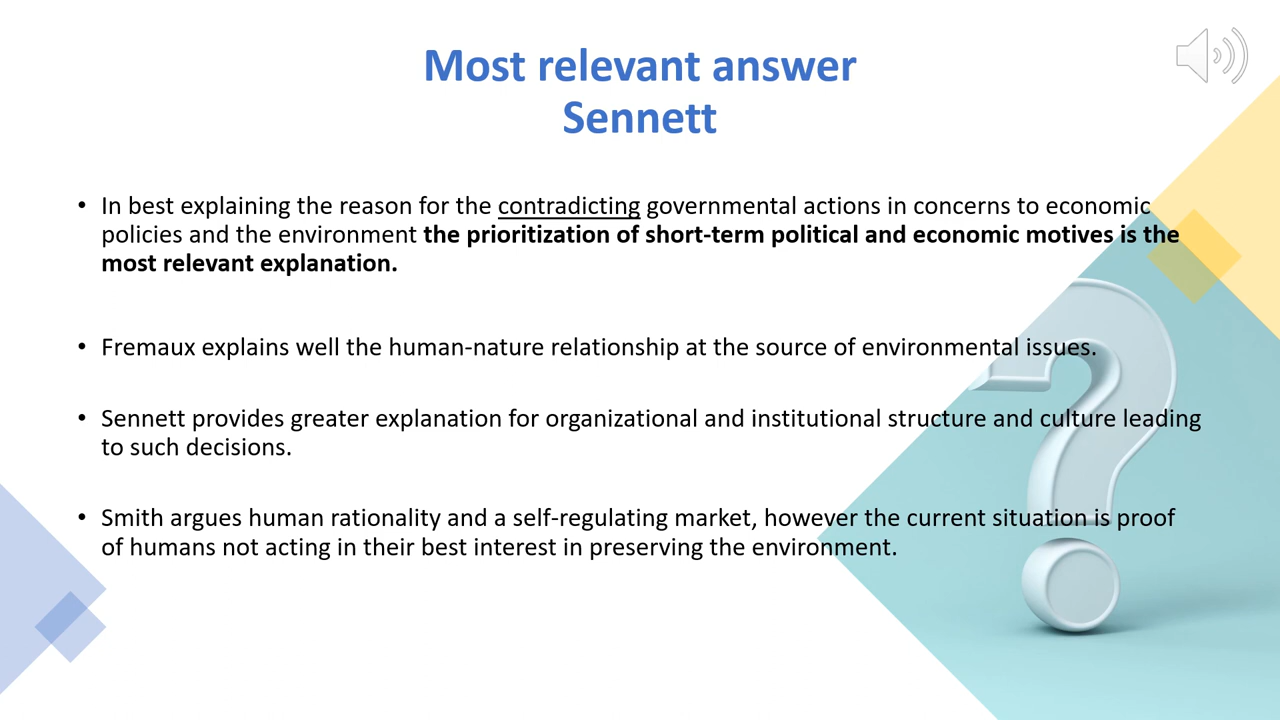 Most relevant answer
Sennett
• In best explaining the reason for the contradicting governmental actions in concerns to economic
policies and the environment the prioritization of short-term political and economic motives is the
most relevant explanation.
• Fremaux explains well the human-nature relationship at the source of environmental issues.
• Sennett provides greater explanation for organizational and institutional structure and culture leading
to such decisions.
• Smith argues human rationality and a self-regulating market, however the current situation is proof
of humans not acting in their best interest in preserving the environment.